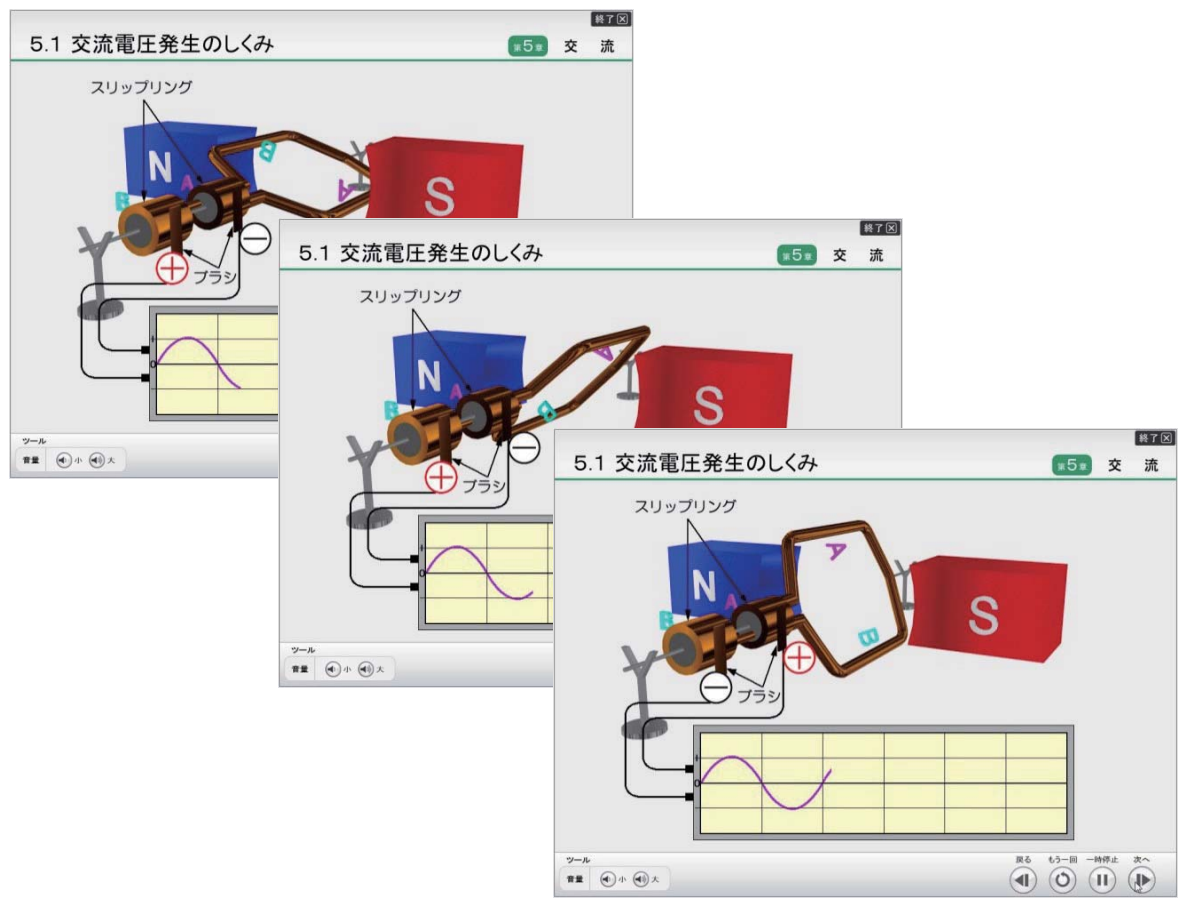 終了
5.1 交流電圧発生のしくみ
第5章 交 流
スリップリング
N
S
B
A
B
A
ブラシ
0
ツール
音量 小 大
終了
5.1 交流電圧発生のしくみ
第5章 交 流
スリップリング
N
S
B
A
A
B
ブラシ
0
ツール
音量 小 大
終了
5.1 交流電圧発生のしくみ
第5章 交 流
スリップリング
N
S
B
A
A
B
ブラシ
0
ツール
音量 小 大
戻る もう一回 一時停止 次へ